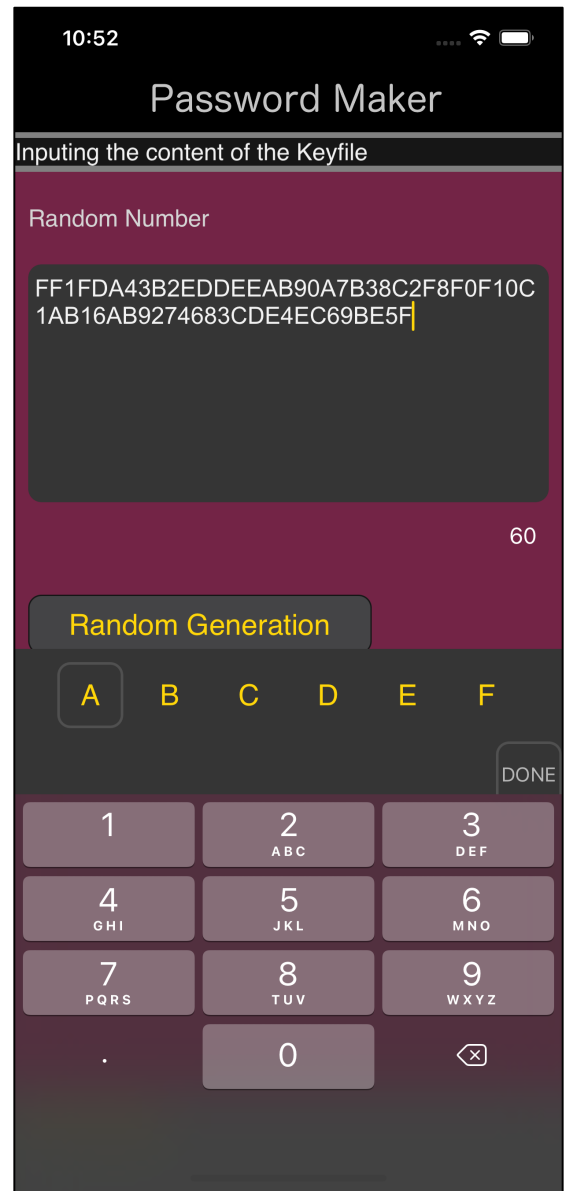 10:52
Password Maker
Inputing the content of the Keyfile
Random Number
FF1FDA43B2EDDEEAB90A7B38C2F8F0F10C
1AB16AB9274683CDE4EC69BE5F
60
Random Generation
A B C D E F
DONE
1 2 3
ABC DEF
4 5 6
GHI JKL MNO
7 8 9
PQRS TUV WXYZ
. 0